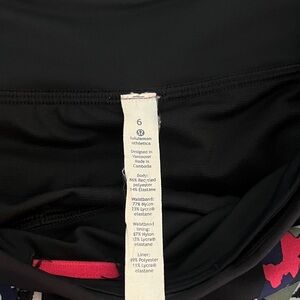 6
lululemon
athletica
Designed in
Vancouver
Made in
Cambodia
Body:
86% Recycled
polyester
14% Elastane
Waistband:
77% Nylon
23% Lycra®
elastane
Waistband
lining:
87% Nylon
13% Lycra®
elastane
Liner:
89% Polyester
11% Lycra®
elastane